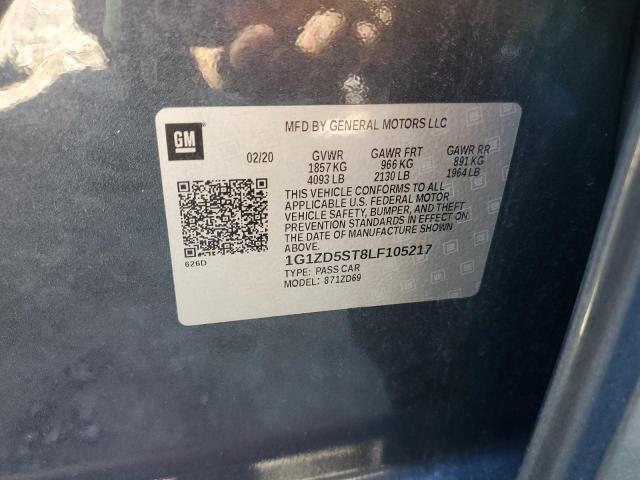 GM
MFD BY GENERAL MOTORS LLC
02/20 GVWR GAWR FRT GAWR RR
1857 KG 966 KG 891 KG
4093 LB 2130 LB 1964 LB
THIS VEHICLE CONFORMS TO ALL
APPLICABLE U.S. FEDERAL MOTOR
VEHICLE SAFETY, BUMPER, AND THEFT
PREVENTION STANDARDS IN EFFECT ON
THE DATE OF MANUFACTURE SHOWN
ABOVE.
626D
1G1ZD5ST8LF105217
TYPE: PASS CAR
MODEL: 871ZD69